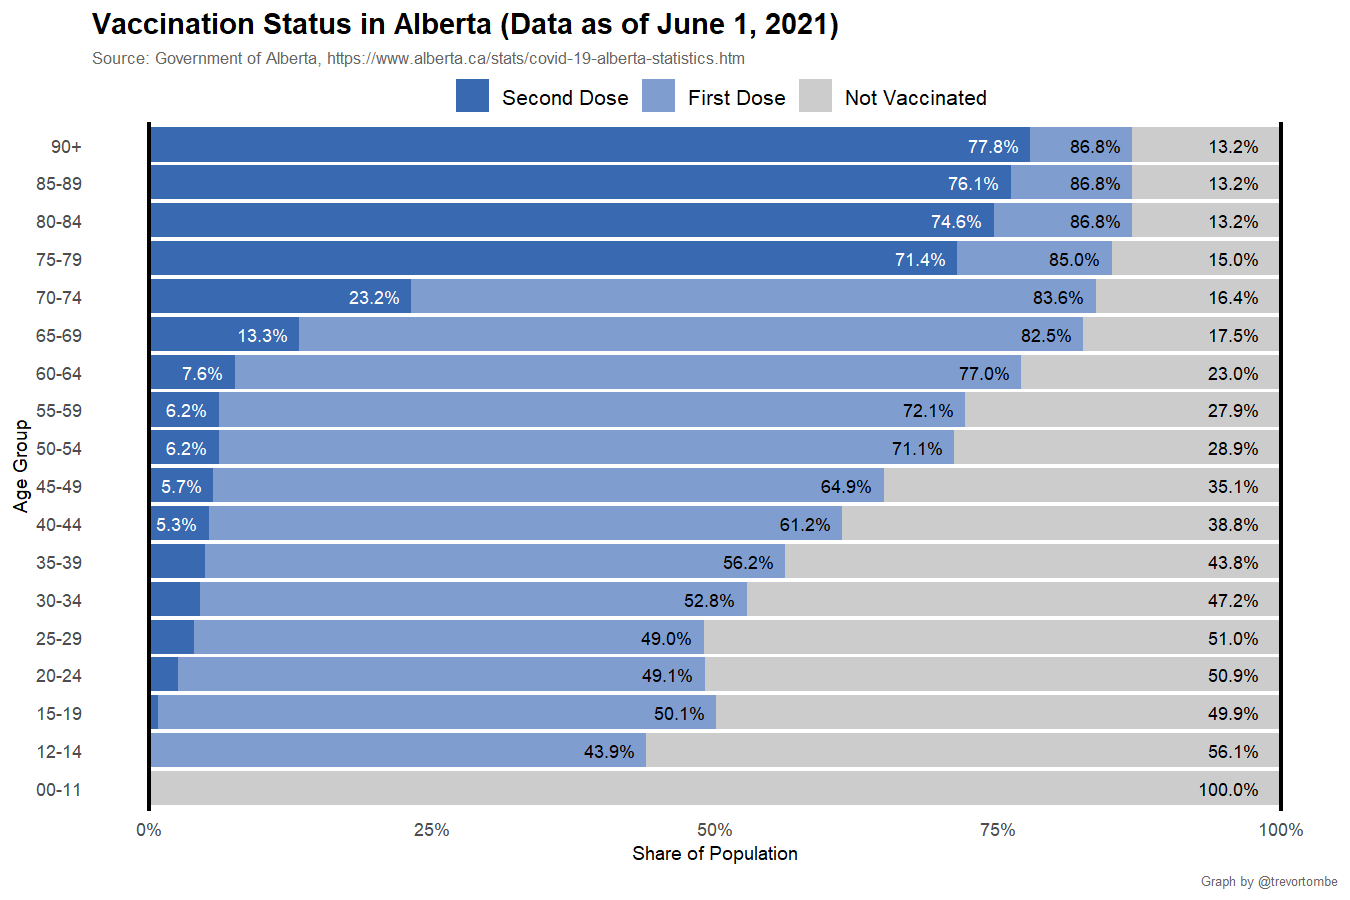 Vaccination Status in Alberta (Data as of June 1, 2021)
Source: Government of Alberta, https://www.alberta.ca/stats/covid-19-alberta-statistics.htm
Second Dose First Dose Not Vaccinated
90+ 77.8% 86.8% 13.2%
85-89 76.1% 86.8% 13.2%
80-84 74.6% 86.8% 13.2%
75-79 71.4% 85.0% 15.0%
70-74 23.2% 83.6% 16.4%
65-69 13.3% 82.5% 17.5%
60-64 7.6% 77.0% 23.0%
55-59 6.2% 72.1% 27.9%
50-54 6.2% 71.1% 28.9%
45-49 5.7% 64.9% 35.1%
40-44 5.3% 61.2% 38.8%
35-39 56.2% 43.8%
30-34 52.8% 47.2%
25-29 49.0% 51.0%
20-24 49.1% 50.9%
15-19 50.1% 49.9%
12-14 43.9% 56.1%
00-11 100.0%
Age Group
0% 25% 50% 75% 100%
Share of Population
Graph by @trevortombe